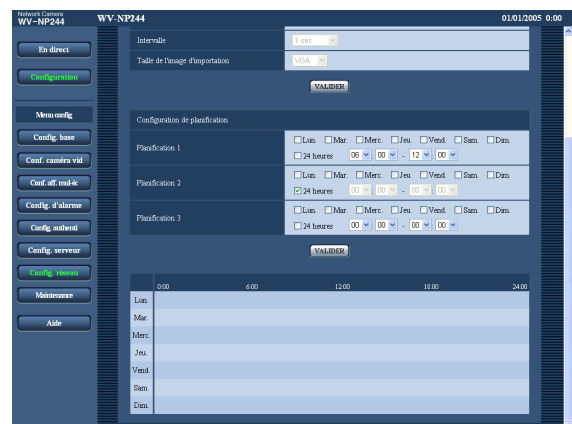 Network Camera
WV-NP244
WV-NP244
01/01/2005 0:00
En direct
Configuration
Menu config
Config. base
Conf. caméra vid
Conf. aff. mul-éc
Config. d'alarme
Config. authenti
Config. serveur
Config. réseau
Maintenance
Aide
Intervalle
1 sec
Taille de l'image d'importation
VGA
VALIDER
Configuration de planification
Planification 1
Lun. Mar. Merc. Jeu. Vend. Sam. Dim.
24 heures 06 : 00 - 12 : 00
Planification 2
Lun. Mar. Merc. Jeu. Vend. Sam. Dim.
24 heures 00 : 00 - 00 : 00
Planification 3
Lun. Mar. Merc. Jeu. Vend. Sam. Dim.
24 heures 00 : 00 - 00 : 00
VALIDER
0:00 6:00 12:00 18:00 24:00
Lun.
Mar.
Merc.
Jeu.
Vend.
Sam.
Dim.